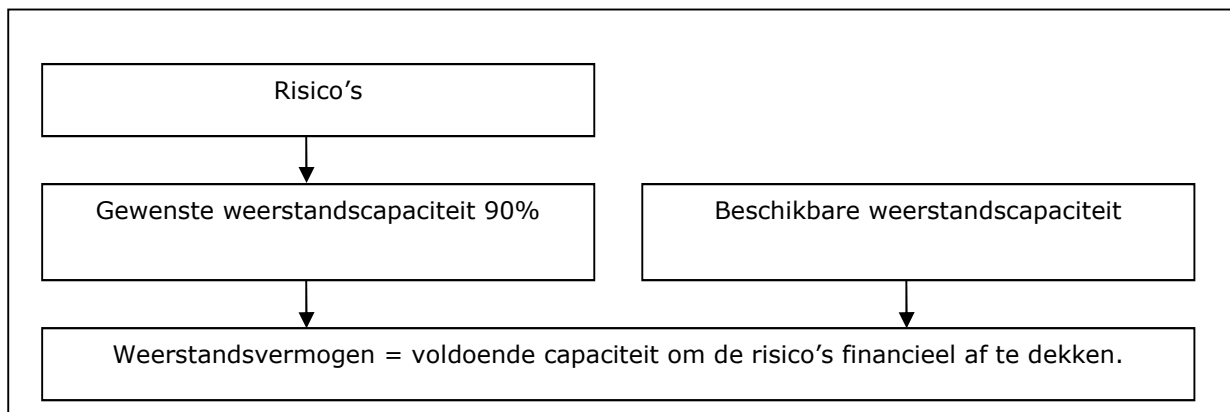 Risico’s
Gewenste weerstandscapaciteit 90%
Beschikbare weerstandscapaciteit
Weerstandsvermogen = voldoende capaciteit om de risico’s financieel af te dekken.